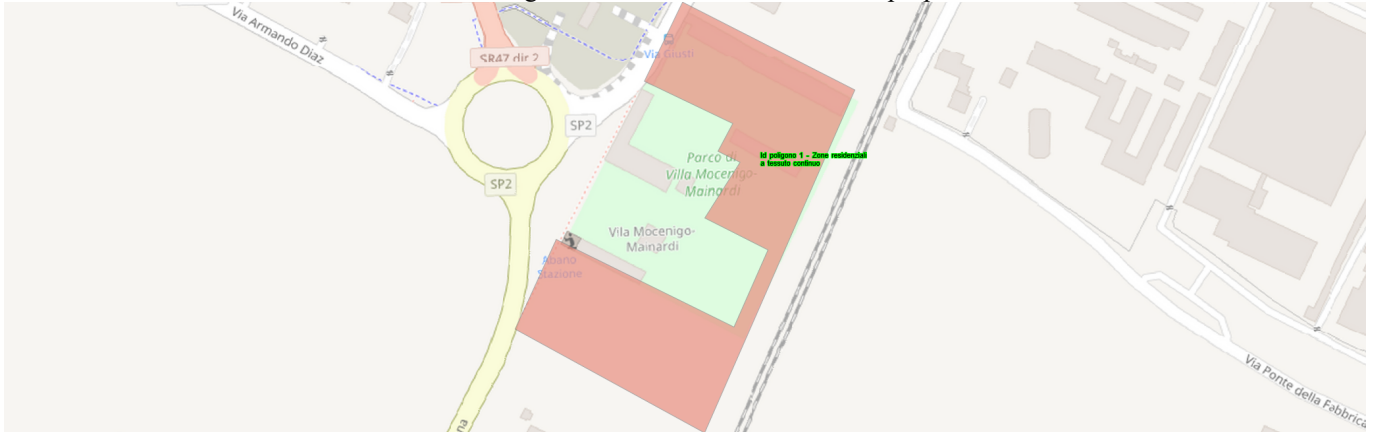 Via Armando Diaz
SR47 dir 2
Via Giusti
SP2
SP2
Parco di
Villa Mocenigo-
Mainardi
Id poligono 1 - Zone residenziali
a tessuto continuo
Vila Mocenigo-
Mainardi
Abano
Stazione
Via Ponte della Fabbrica